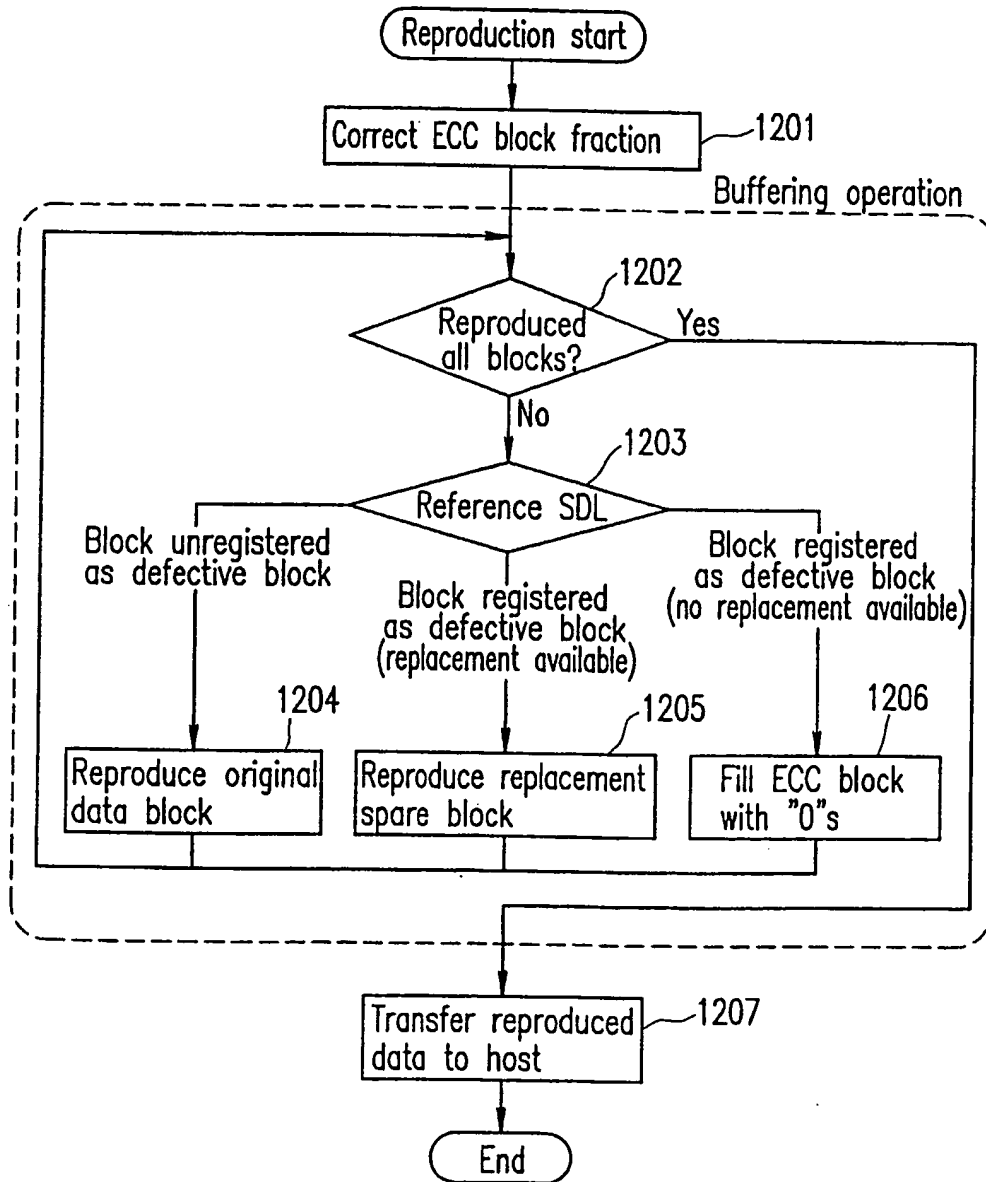 Reproduction start
Correct ECC block fraction
1201
Buffering operation
1202
Reproduced
all blocks?
Yes
No
1203
Reference SDL
Block unregistered
as defective block
Block registered
as defective block
(replacement available)
Block registered
as defective block
(no replacement available)
1204
Reproduce original
data block
1205
Reproduce replacement
spare block
1206
Fill ECC block
with "0"s
Transfer reproduced
data to host
1207
End